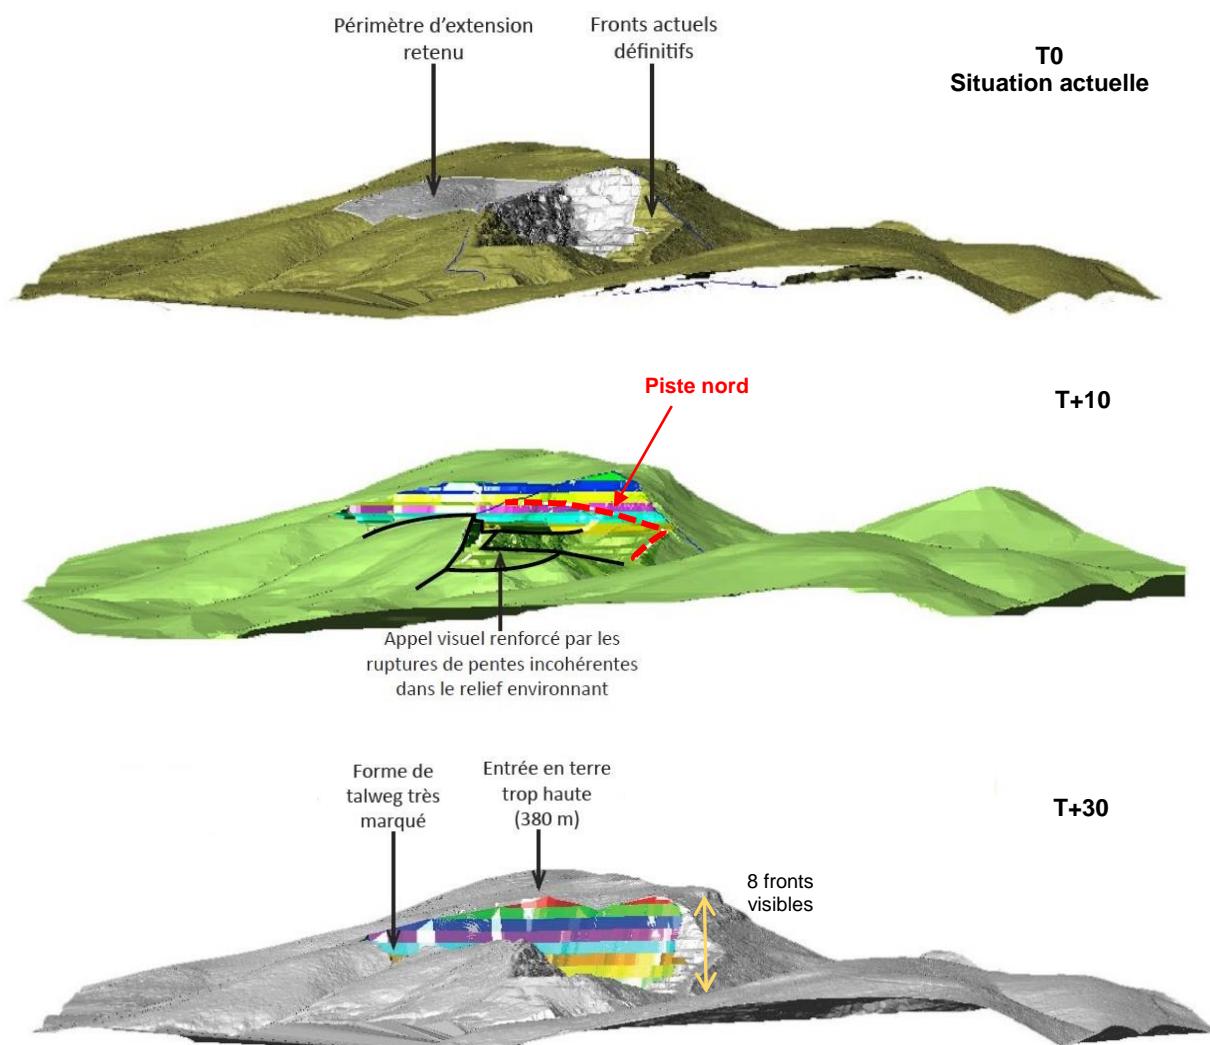 Périmètre d’extension
retenu
Fronts actuels
définitifs
T0
Situation actuelle
Piste nord
T+10
Appel visuel renforcé par les
ruptures de pentes incohérentes
dans le relief environnant
Forme de
talweg très
marqué
Entrée en terre
trop haute
(380 m)
T+30
8 fronts
visibles